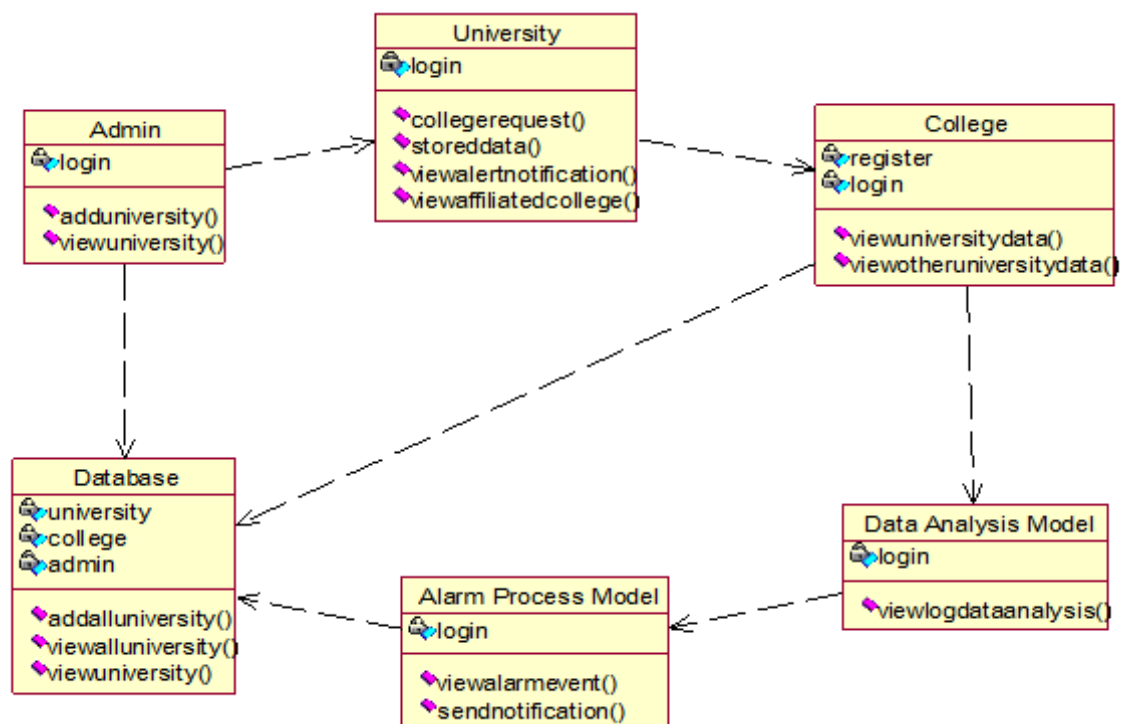 University
login
collegerequest()
storeddata()
viewalertnotification()
viewaffiliatedcollege()
Admin
login
adduniversity()
viewuniversity()
College
register
login
viewuniversitydata()
viewotheruniversitydata()
Database
university
college
admin
addalluniversity()
viewalluniversity()
viewuniversity()
Alarm Process Model
login
viewalarmevent()
sendnotification()
Data Analysis Model
login
viewlogdataanalysis()